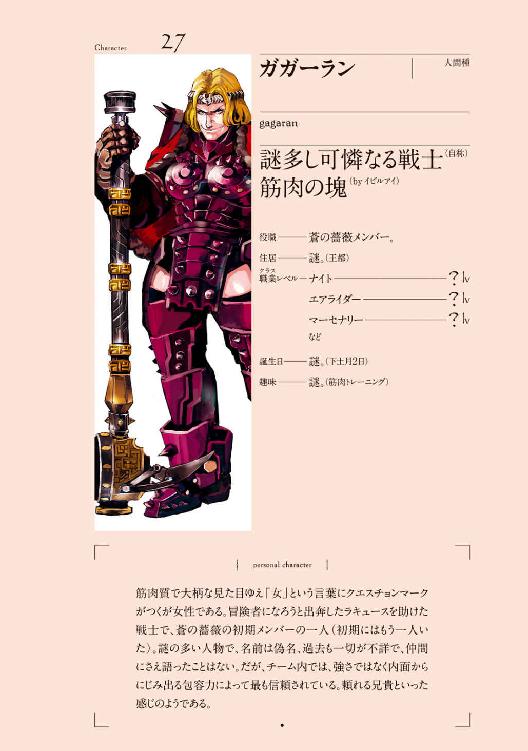 Character 27
ガガーラン
人間種
gagaran
謎多し可憐なる戦士(自称)
筋肉の塊(by イビルアイ)
役職――蒼の薔薇メンバー。
住居――謎。(王都)
クラス
職業レベル―ナイト――?lv
エアライダー――?lv
マーセナリー――?lv
など
誕生日――謎。(下土月2日)
趣味――謎。(筋肉トレーニング)
personal character
筋肉質で大柄な見た目ゆえ「女」という言葉にクエスチョンマーク
がつくが女性である。冒険者になろうと出奔したラキュースを助けた
戦士で、蒼の薔薇の初期メンバーの一人(初期にはもう一人い
た)。謎の多い人物で、名前は偽名、過去も一切が不詳で、仲間
にさえ語ったことはない。だが、チーム内では、強さではなく内面から
にじみ出る包容力によって最も信頼されている。頼れる兄貴といった
感じのようである。